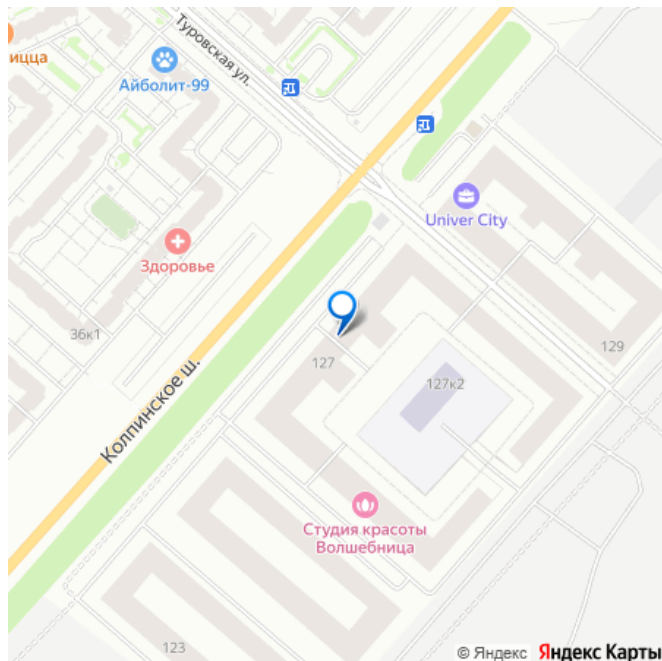 ицца
Айболит-99
Туровская ул.
Univer City
Здоровье
36к1
127
129
127к2
Колпинское ш.
Студия красоты
Волшебница
123
© Яндекс Яндекс Карты